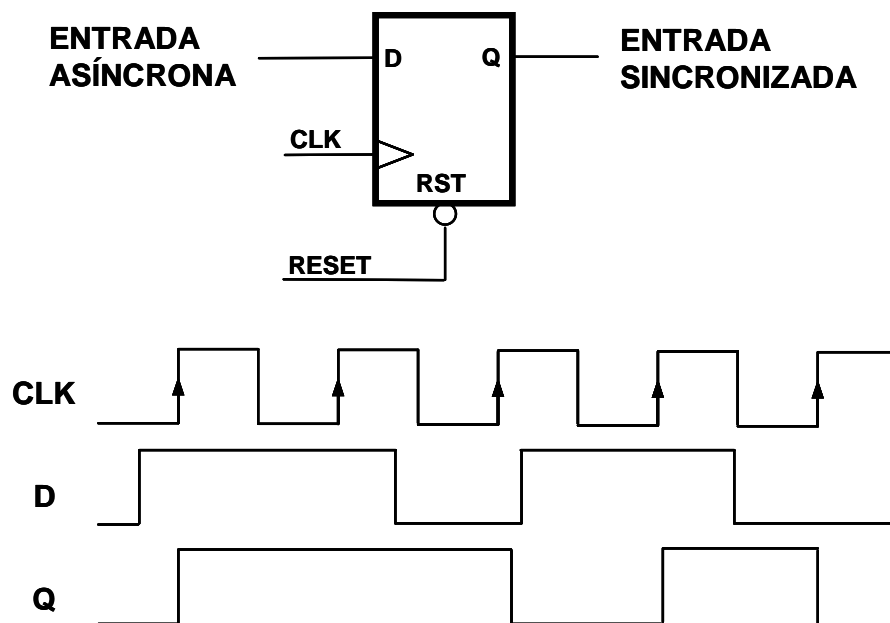 ENTRADA
ASÍNCRONA
D
Q
ENTRADA
SINCRONIZADA
CLK
RST
RESET
CLK
D
Q